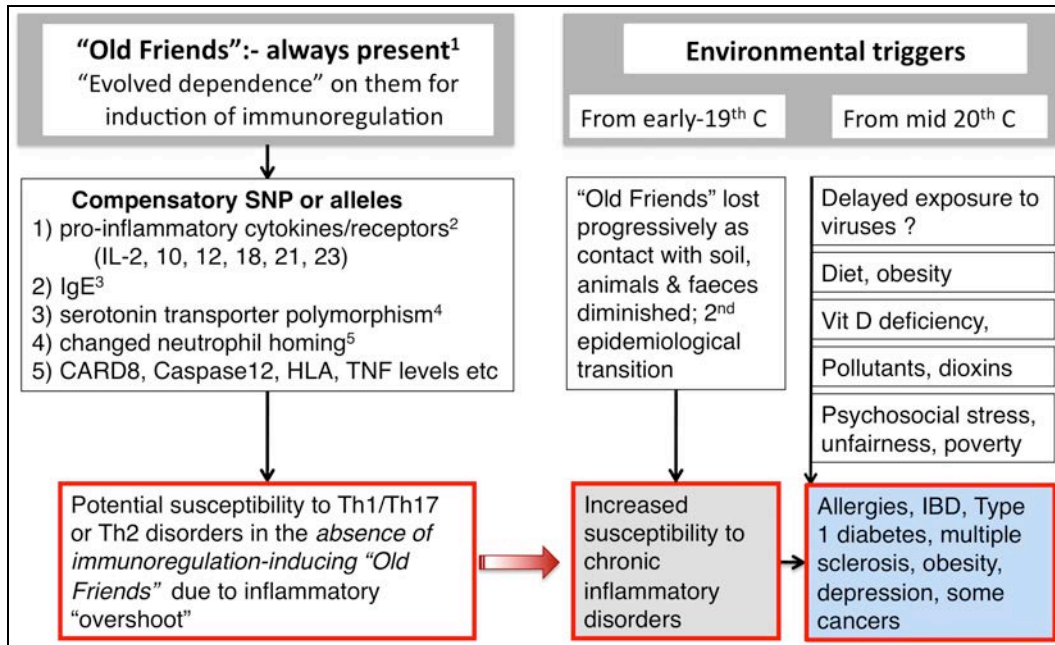 “Old Friends”:- always present1
“Evolved dependence” on them for
induction of immunoregulation
Compensatory SNP or alleles
1) pro-inflammatory cytokines/receptors2
(IL-2, 10, 12, 18, 21, 23)
2) IgE3
3) serotonin transporter polymorphism4
4) changed neutrophil homing5
5) CARD8, Caspase12, HLA, TNF levels etc
Potential susceptibility to Th1/Th17
or Th2 disorders in the absence of
immunoregulation-inducing “Old
Friends” due to inflammatory
“overshoot”
Environmental triggers
From early-19th C
“Old Friends” lost
progressively as
contact with soil,
animals & faeces
diminished; 2nd
epidemiological
transition
Increased
susceptibility to
chronic
inflammatory
disorders
From mid 20th C
Delayed exposure to
viruses ?
Diet, obesity
Vit D deficiency,
Pollutants, dioxins
Psychosocial stress,
unfairness, poverty
Allergies, IBD, Type
1 diabetes, multiple
sclerosis, obesity,
depression, some
cancers